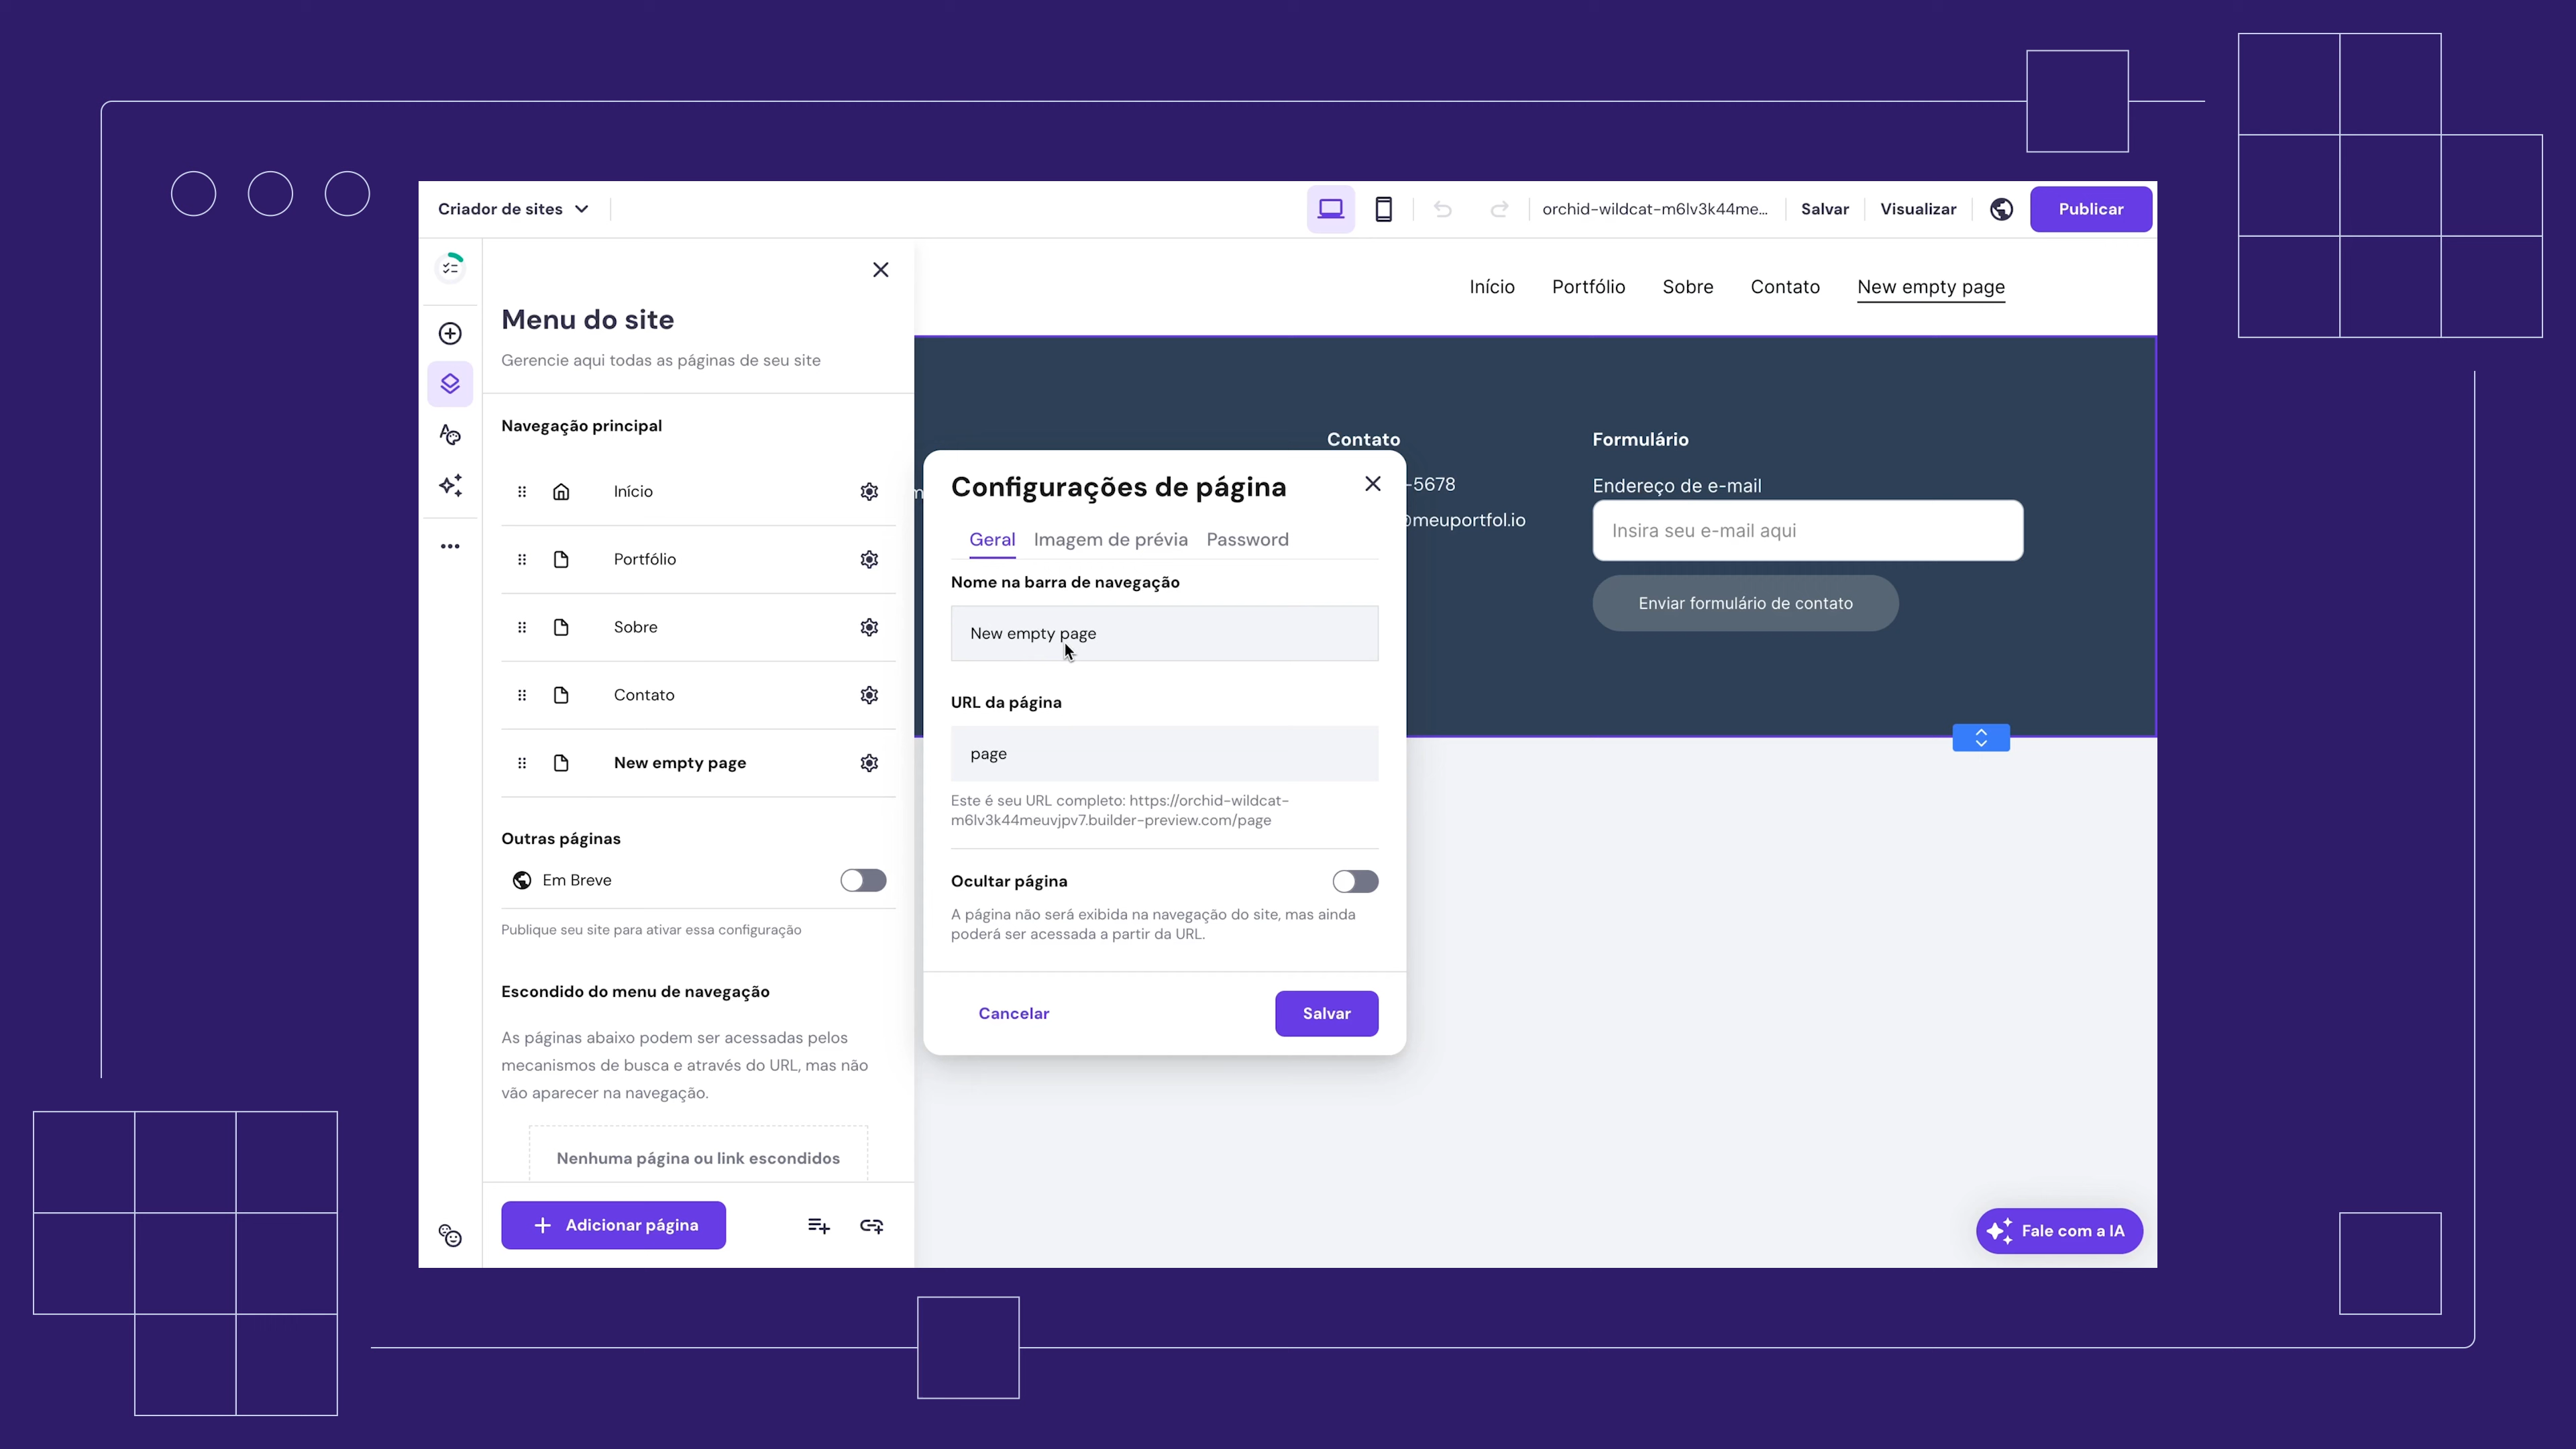 Criador de sites
orchid-wildcat-m6lv3k44me...
Salvar
Visualizar
Publicar
Menu do site
Gerencie aqui todas as páginas de seu site
Navegação principal
Início
Portfólio
Sobre
Contato
New empty page
Outras páginas
Em Breve
Publique seu site para ativar essa configuração
Escondido do menu de navegação
As páginas abaixo podem ser acessadas pelos
mecanismos de busca e através do URL, mas não
vão aparecer na navegação.
Nenhuma página ou link escondidos
Adicionar página
Início
Portfólio
Sobre
Contato
New empty page
Contato
-5678
@meuportfol.io
Formulário
Endereço de e-mail
Insira seu e-mail aqui
Enviar formulário de contato
Configurações de página
Geral
Imagem de prévia
Password
Nome na barra de navegação
New empty page
URL da página
page
Este é seu URL completo: https://orchid-wildcat-
m6lv3k44meuvjpv7.builder-preview.com/page
Ocultar página
A página não será exibida na navegação do site, mas ainda
poderá ser acessada a partir da URL.
Cancelar
Salvar
Fale com a IA